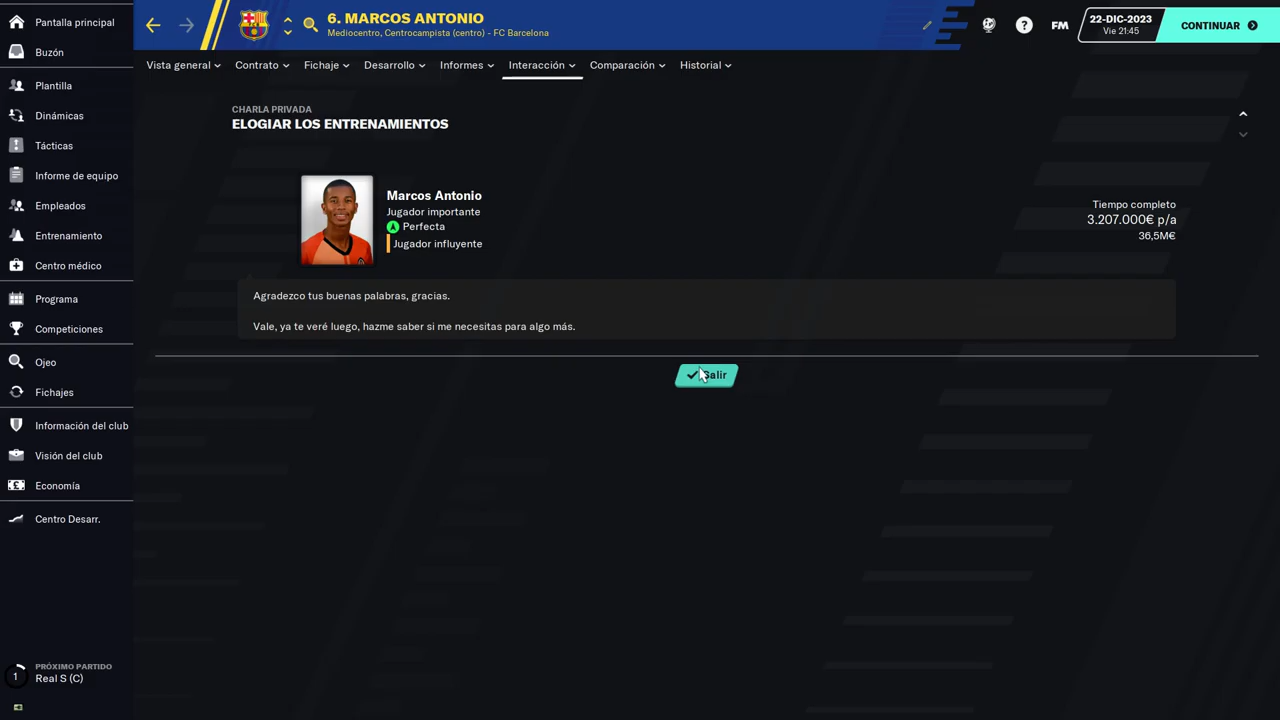 Pantalla principal
Buzón
Plantilla
Dinámicas
Tácticas
Informe de equipo
Empleados
Entrenamiento
Centro médico
Programa
Competiciones
Ojeo
Fichajes
Información del club
Visión del club
Economía
Centro Desarr.
1
PRÓXIMO PARTIDO
Real S (C)
6. MARCOS ANTONIO
Mediocentro, Centrocampista (centro) - FC Barcelona
FM
22-DIC-2023
Vie 21:45
CONTINUAR
Vista general
Contrato
Fichaje
Desarrollo
Informes
Interacción
Comparación
Historial
CHARLA PRIVADA
ELOGIAR LOS ENTRENAMIENTOS
Marcos Antonio
Jugador importante
Perfecta
Jugador influyente
Tiempo completo
3.207.000€ p/a
36,5M€
Agradezco tus buenas palabras, gracias.
Vale, ya te veré luego, hazme saber si me necesitas para algo más.
Salir